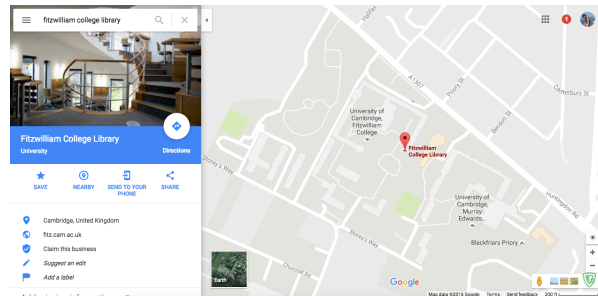 fitzwilliam college library
Fitzwilliam College Library
University
Directions
SAVE
NEARBY
SEND TO YOUR
PHONE
SHARE
Cambridge, United Kingdom
fitz.cam.ac.uk
Claim this business
Suggest an edit
Add a label
Halifax
A1307
Priory St
Benson St
Canterbury St
Huntingdon Rd
University of
Cambridge,
Fitzwilliam
College
Fitzwilliam
College Library
Storey's Way
University of
Cambridge,
Murray
Edwards...
Blackfriars Priory
Storey's Way
Churchill Rd
Earth
Google
Map data ©2016 Google
Terms
Send feedback
200 ft
1